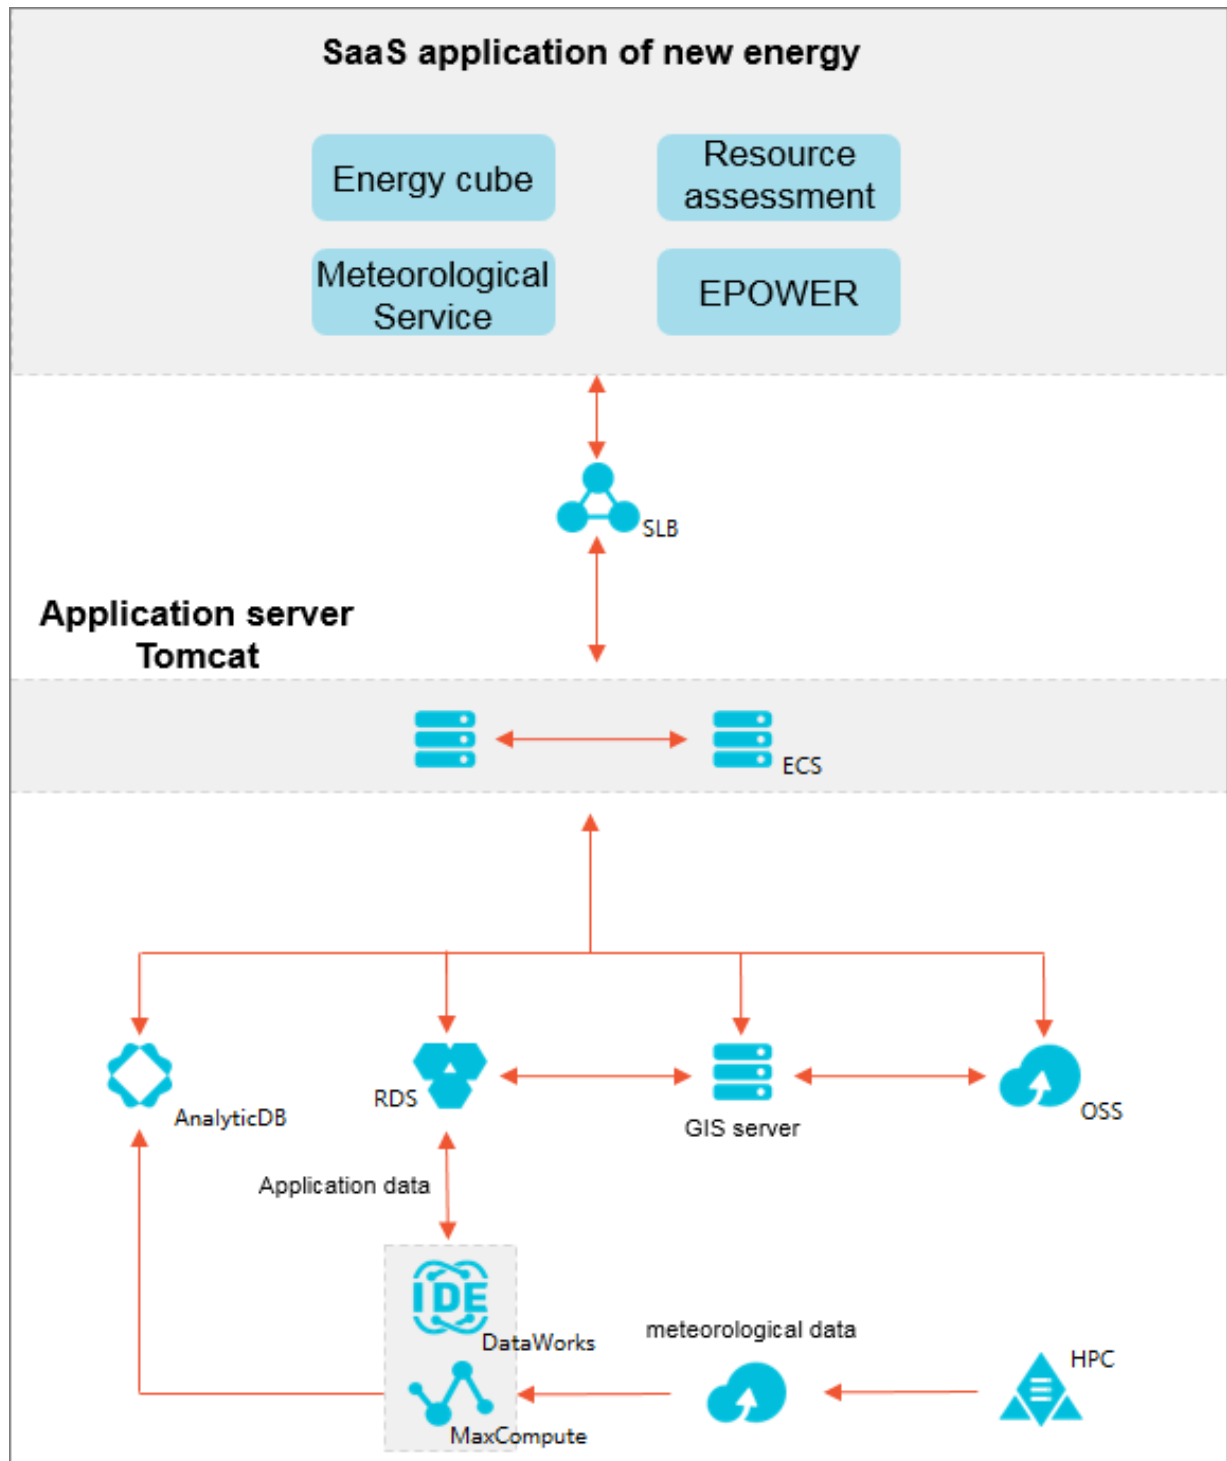 SaaS application of new energy
Energy cube
Resource
assessment
Meteorological
Service
EPOWER
SLB
Application server
Tomcat
ECS
AnalyticDB
RDS
GIS server
OSS
Application data
IDE
DataWorks
meteorological data
HPC
MaxCompute